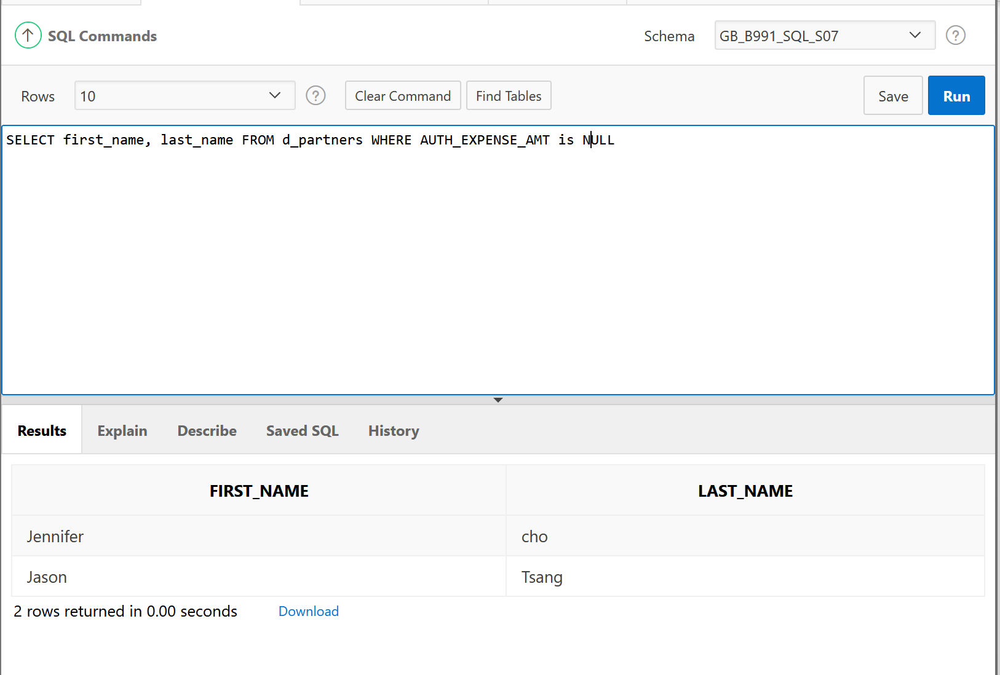 SQL Commands Schema GB_B991_SQL_S07 ?
Rows 10 ? Clear Command Find Tables Save Run
SELECT first_name, last_name FROM d_partners WHERE AUTH_EXPENSE_AMT is NULL
Results Explain Describe Saved SQL History
FIRST_NAME LAST_NAME
Jennifer cho
Jason Tsang
2 rows returned in 0.00 seconds Download